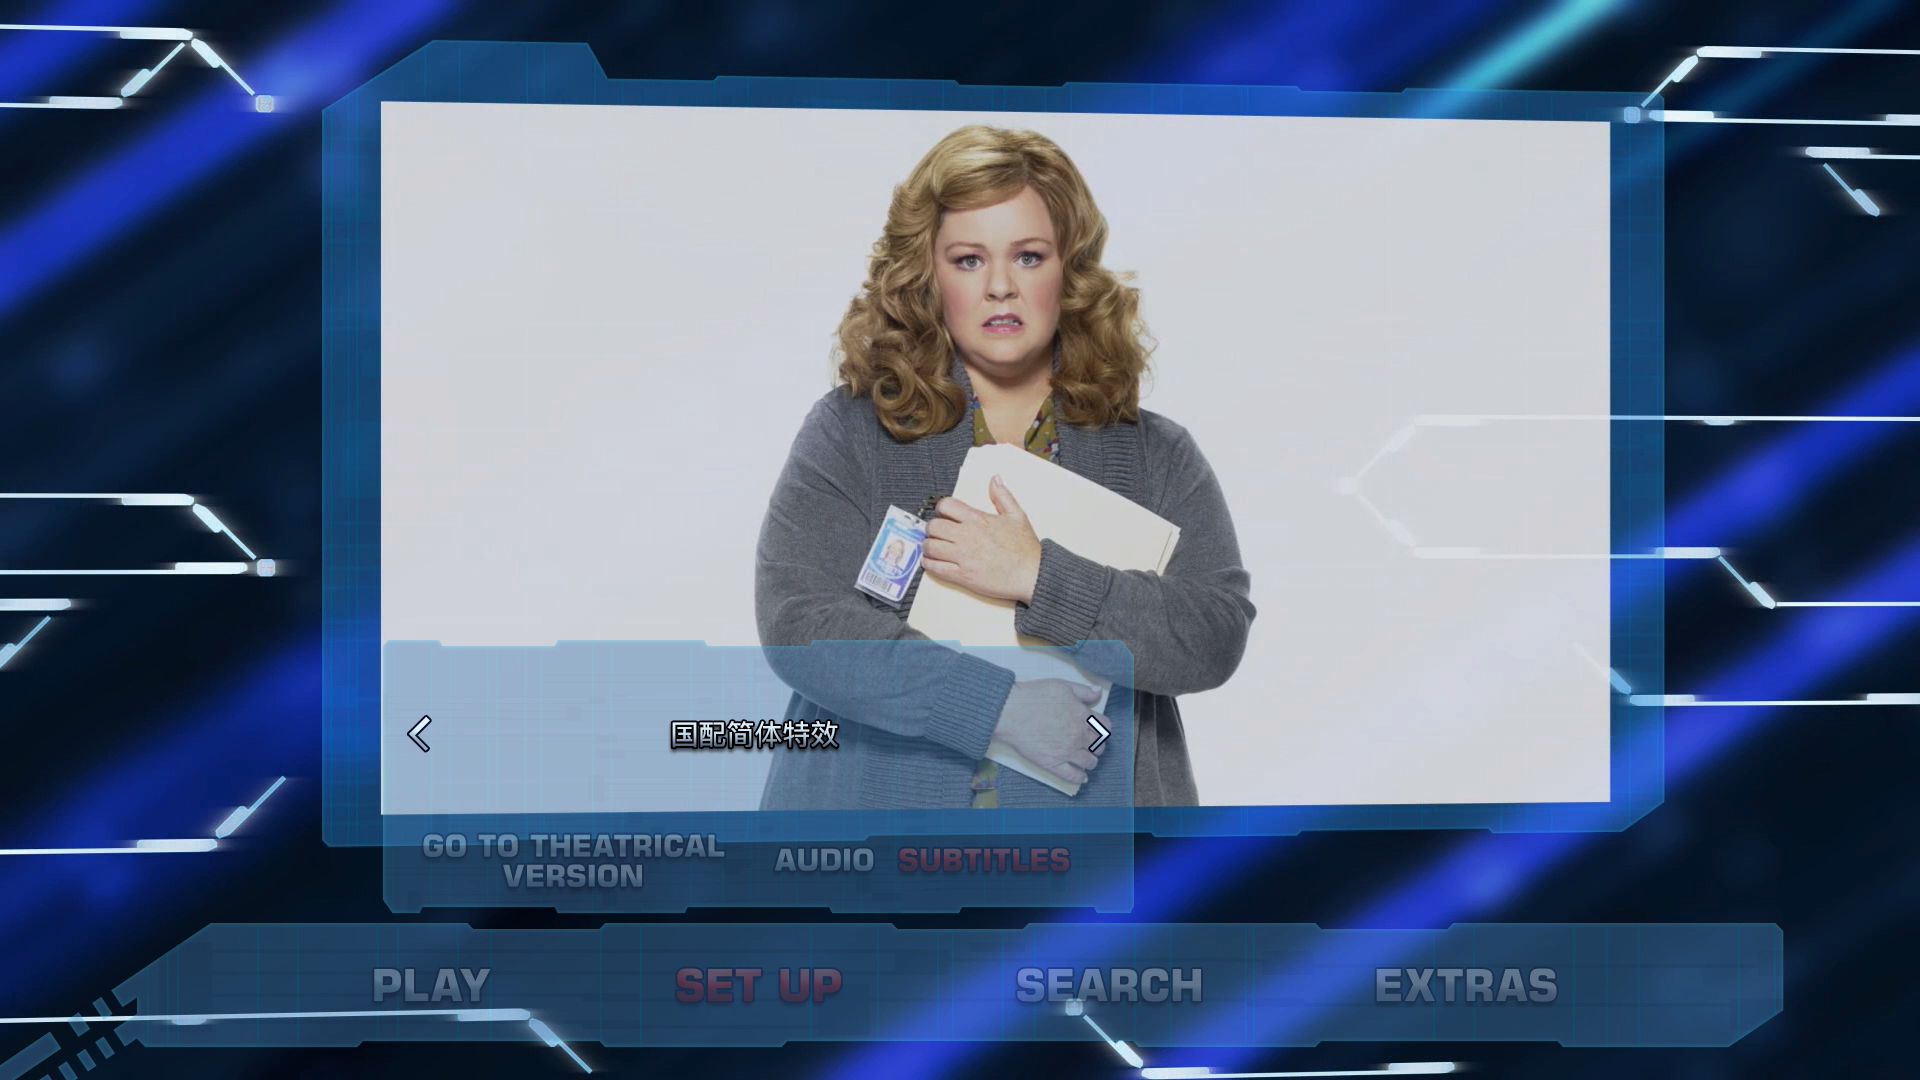 国配简体特效
GO TO THEATRICAL
VERSION
AUDIO
SUBTITLES
PLAY
SET UP
SEARCH
EXTRAS